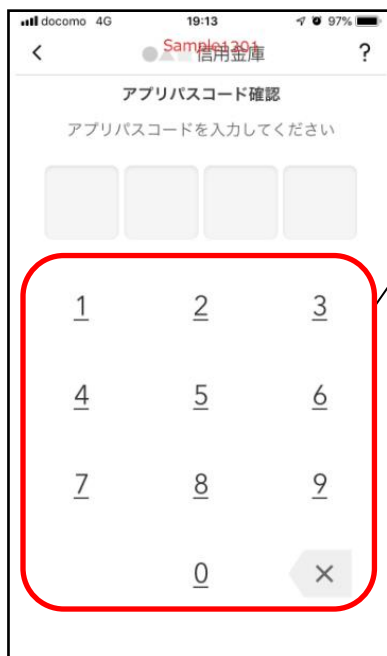 docomo 4G 19:13 97%
●▲■信用金庫 ?
Sample1201
アプリパスコード確認
アプリパスコードを入力してください
1 2 3
4 5 6
7 8 9
0 ×